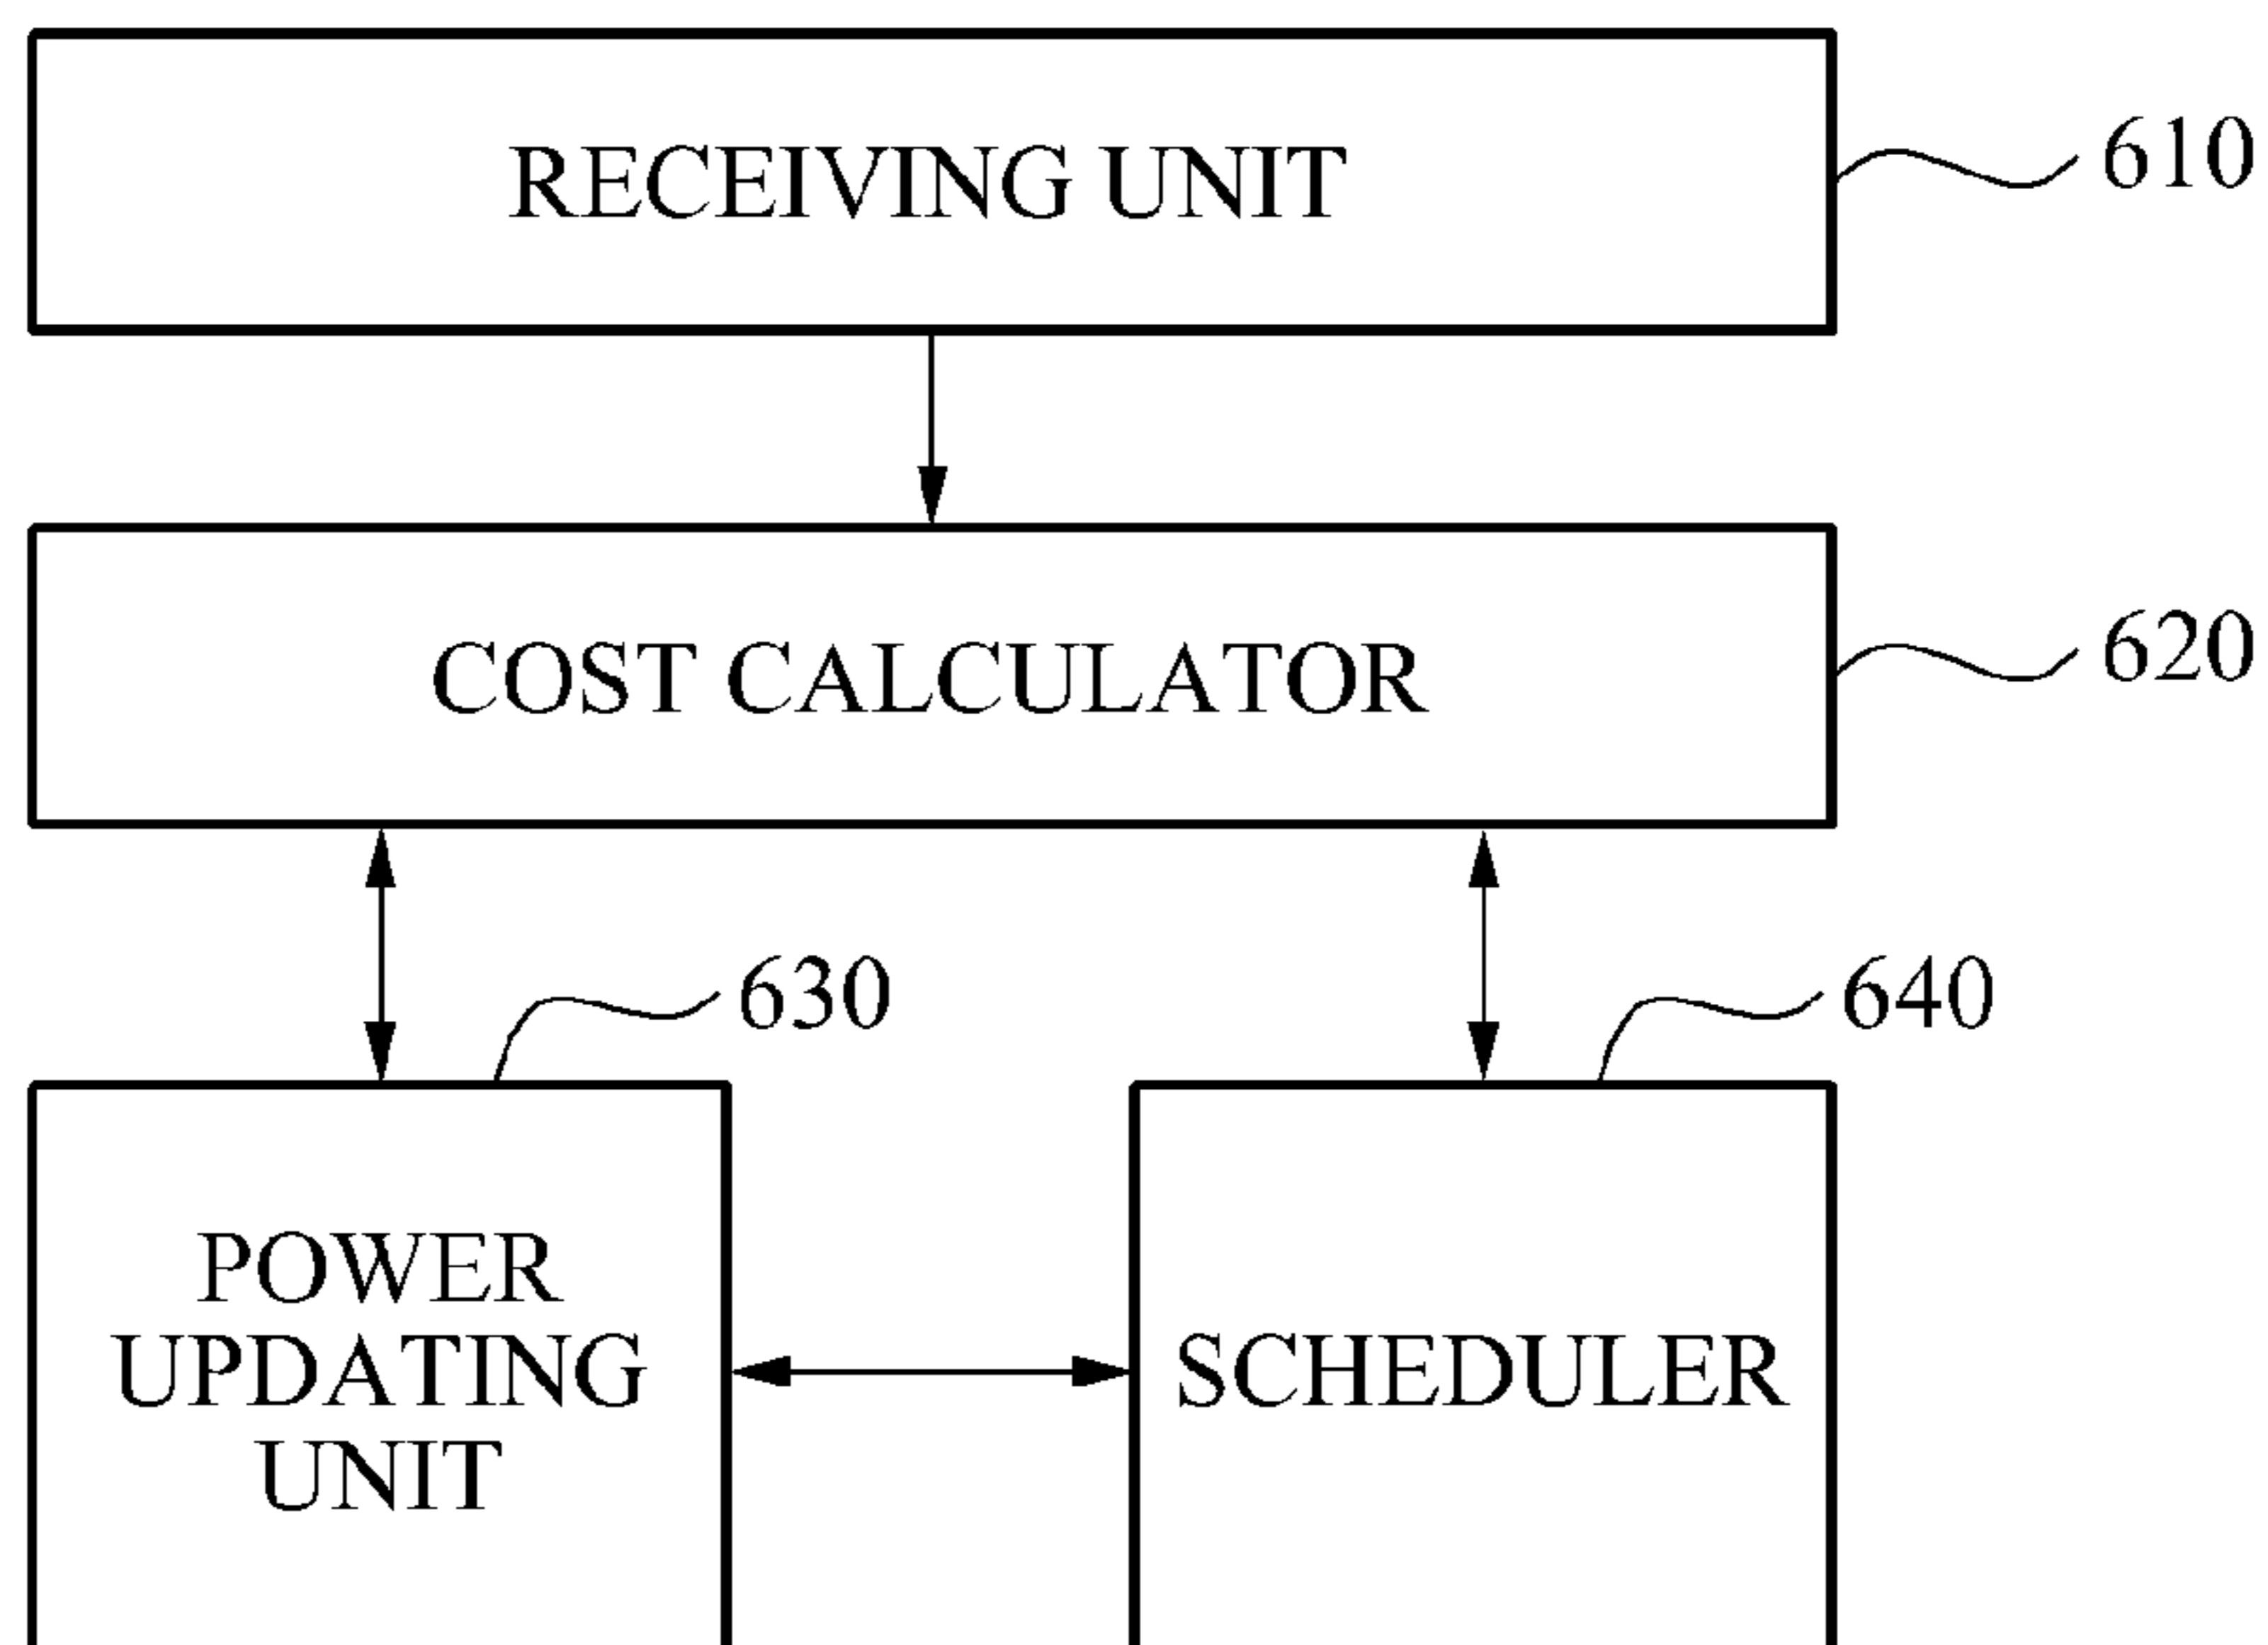 RECEIVING UNIT
610
COST CALCULATOR
620
630
640
POWER
UPDATING
UNIT
SCHEDULER